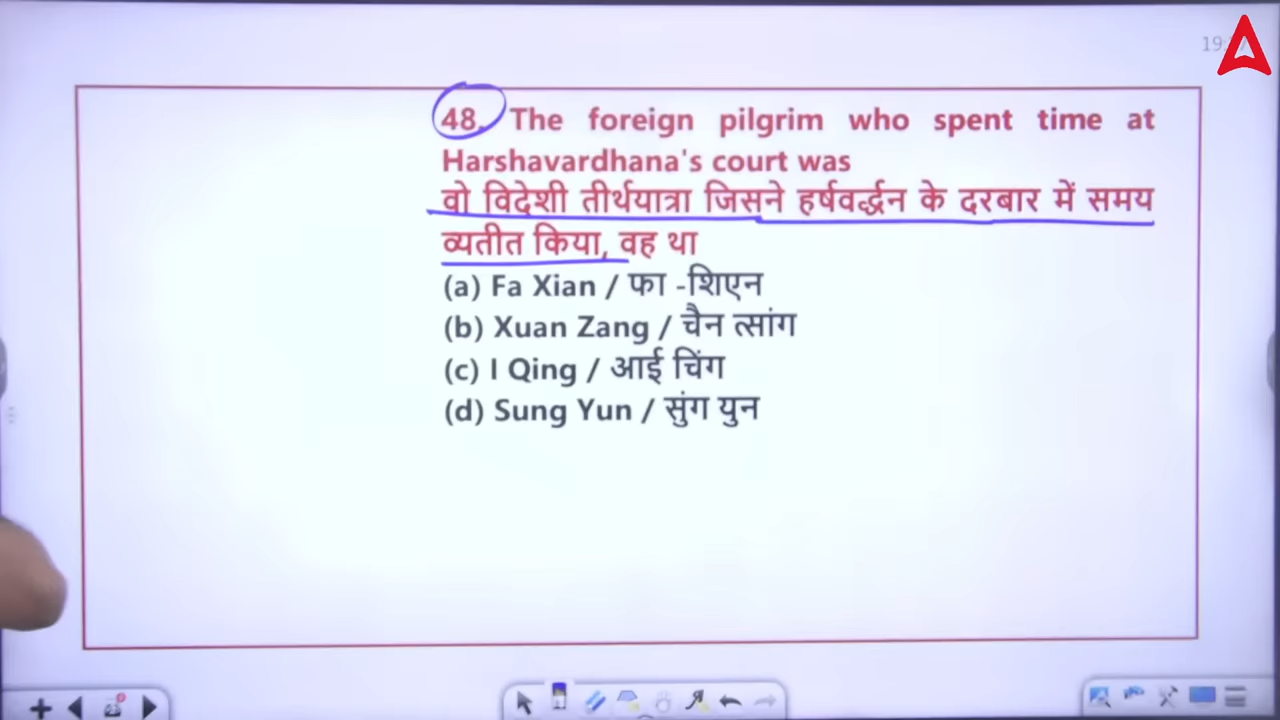 48. The foreign pilgrim who spent time at
Harshavardhana's court was
वो विदेशी तीर्थयात्रा जिसने हर्षवर्द्धन के दरबार में समय
व्यतीत किया, वह था
(a) Fa Xian / फा -शिएन
(b) Xuan Zang / चैन त्सांग
(c) I Qing / आई चिंग
(d) Sung Yun / सुंग युन